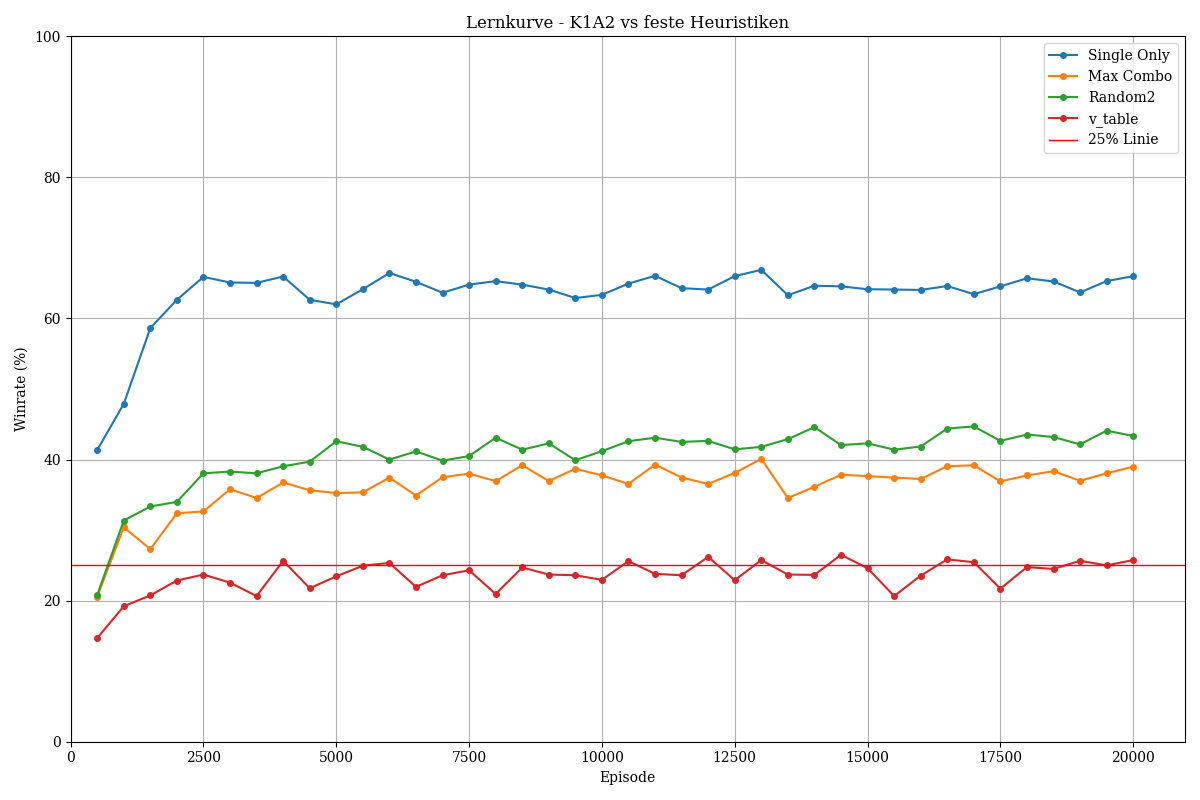 Lernkurve - K1A2 vs feste Heuristiken
100
80
60
40
20
0
Winrate (%)
Single Only
Max Combo
Random2
v_table
25% Linie
0 2500 5000 7500 10000 12500 15000 17500 20000
Episode